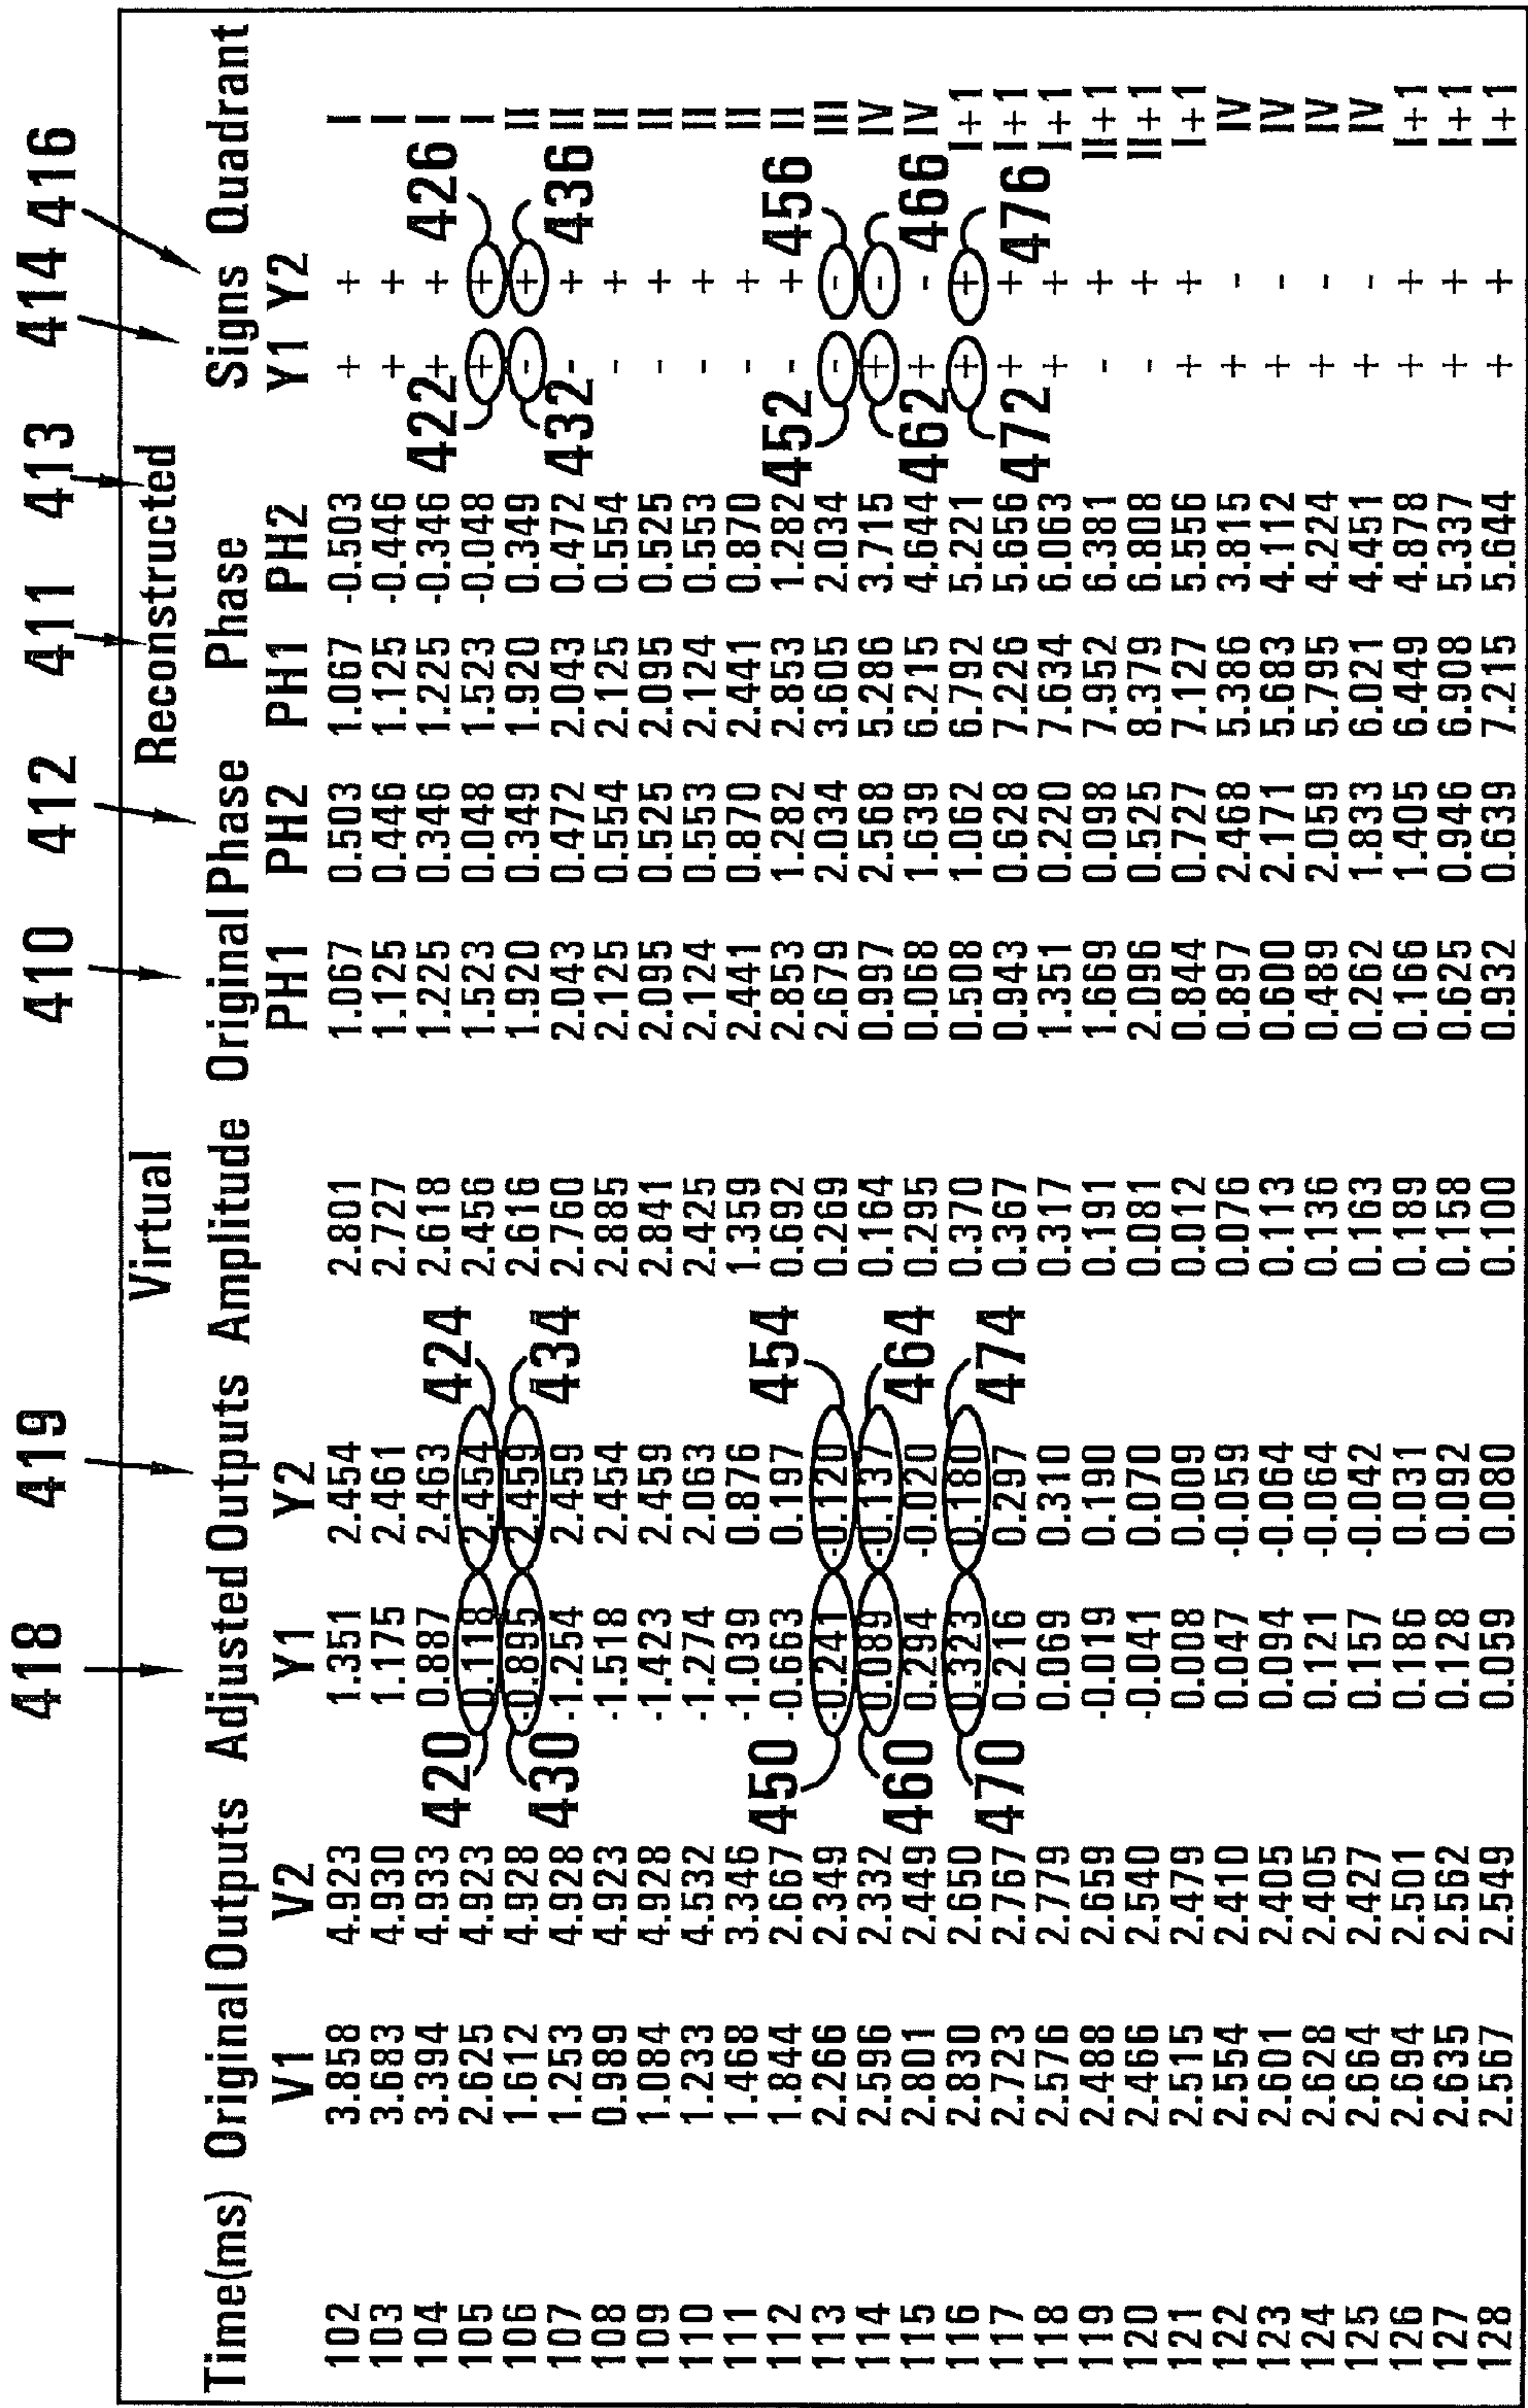 418 419 410 412 411 413 414 416
Virtual Reconstructed
Time(ms) Original Outputs Adjusted Outputs Amplitude Original Phase Phase Signs Quadrant
V1 V2 Y1 Y2 PH1 PH2 PH1 PH2 Y1 Y2
102 3.858 4.923 1.351 2.454 2.801 1.067 0.503 1.067 -0.503 + + I
103 3.683 4.930 1.175 2.461 2.727 1.125 0.446 1.125 -0.446 + + I
104 3.394 4.933 0.887 2.463 2.618 1.225 0.346 1.225 -0.346 + + I
420 424 422 426
105 2.625 4.923 0.118 2.454 2.456 1.523 0.048 1.523 -0.048 + + I
106 1.612 4.928 -0.895 2.459 2.616 1.920 0.349 1.920 0.349 - + II
430 434 432 436
107 1.253 4.928 -1.254 2.459 2.760 2.043 0.472 2.043 0.472 - + II
108 0.989 4.923 -1.518 2.454 2.885 2.125 0.554 2.125 0.554 - + II
109 1.084 4.928 -1.423 2.459 2.841 2.095 0.525 2.095 0.525 - + II
110 1.233 4.532 -1.274 2.063 2.425 2.124 0.553 2.124 0.553 - + II
111 1.468 3.346 -1.039 0.876 1.359 2.441 0.870 2.441 0.870 - + II
112 1.844 2.667 -0.663 0.197 0.692 2.853 1.282 2.853 1.282 - + II
450 454 452 456
113 2.266 2.349 -0.241 -0.120 0.269 2.679 2.034 3.605 2.034 - - III
114 2.596 2.332 0.089 -0.137 0.164 0.997 2.568 5.286 3.715 + - IV
460 464 462 466
115 2.801 2.449 0.294 -0.020 0.295 0.068 1.639 6.215 4.644 + - IV
116 2.830 2.650 0.323 0.180 0.370 0.508 1.062 6.792 5.221 + + I+1
470 474 472 476
117 2.723 2.767 0.216 0.297 0.367 0.943 0.628 7.226 5.656 + + I+1
118 2.576 2.779 0.069 0.310 0.317 1.351 0.220 7.634 6.063 + + I+1
119 2.488 2.659 -0.019 0.190 0.191 1.669 0.098 7.952 6.381 - + II+1
120 2.466 2.540 -0.041 0.070 0.081 2.096 0.525 8.379 6.808 - + II+1
121 2.515 2.479 0.008 0.009 0.012 0.844 0.727 7.127 5.556 + + I+1
122 2.554 2.410 0.047 -0.059 0.076 0.897 2.468 5.386 3.815 + - IV
123 2.601 2.405 0.094 -0.064 0.113 0.600 2.171 5.683 4.112 + - IV
124 2.628 2.405 0.121 -0.064 0.136 0.489 2.059 5.795 4.224 + - IV
125 2.664 2.427 0.157 -0.042 0.163 0.262 1.833 6.021 4.451 + - IV
126 2.694 2.501 0.186 0.031 0.189 0.166 1.405 6.449 4.878 + + I+1
127 2.635 2.562 0.128 0.092 0.158 0.625 0.946 6.908 5.337 + + I+1
128 2.567 2.549 0.059 0.080 0.100 0.932 0.639 7.215 5.644 + + I+1